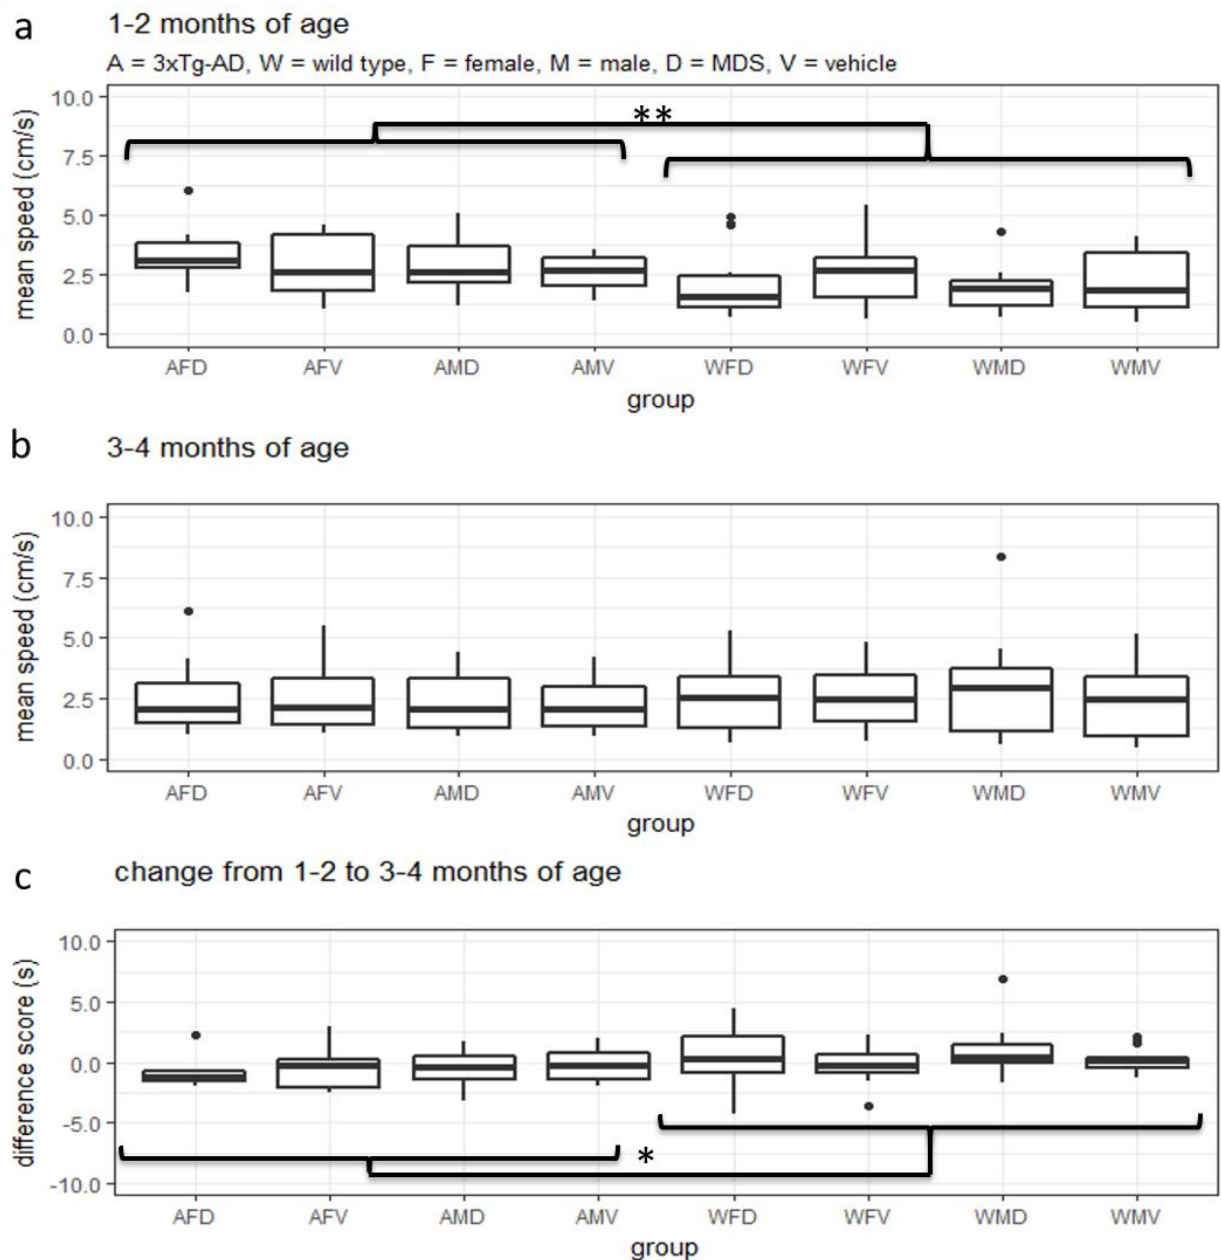 a
1-2 months of age
A = 3xTg-AD, W = wild type, F = female, M = male, D = MDS, V = vehicle
mean speed (cm/s)
10.0
7.5
5.0
2.5
0.0
**
AFD AFV AMD AMV WFD WFV WMD WMV
group
b
3-4 months of age
mean speed (cm/s)
10.0
7.5
5.0
2.5
0.0
AFD AFV AMD AMV WFD WFV WMD WMV
group
c
change from 1-2 to 3-4 months of age
difference score (s)
10.0
5.0
0.0
-5.0
-10.0
*
AFD AFV AMD AMV WFD WFV WMD WMV
group